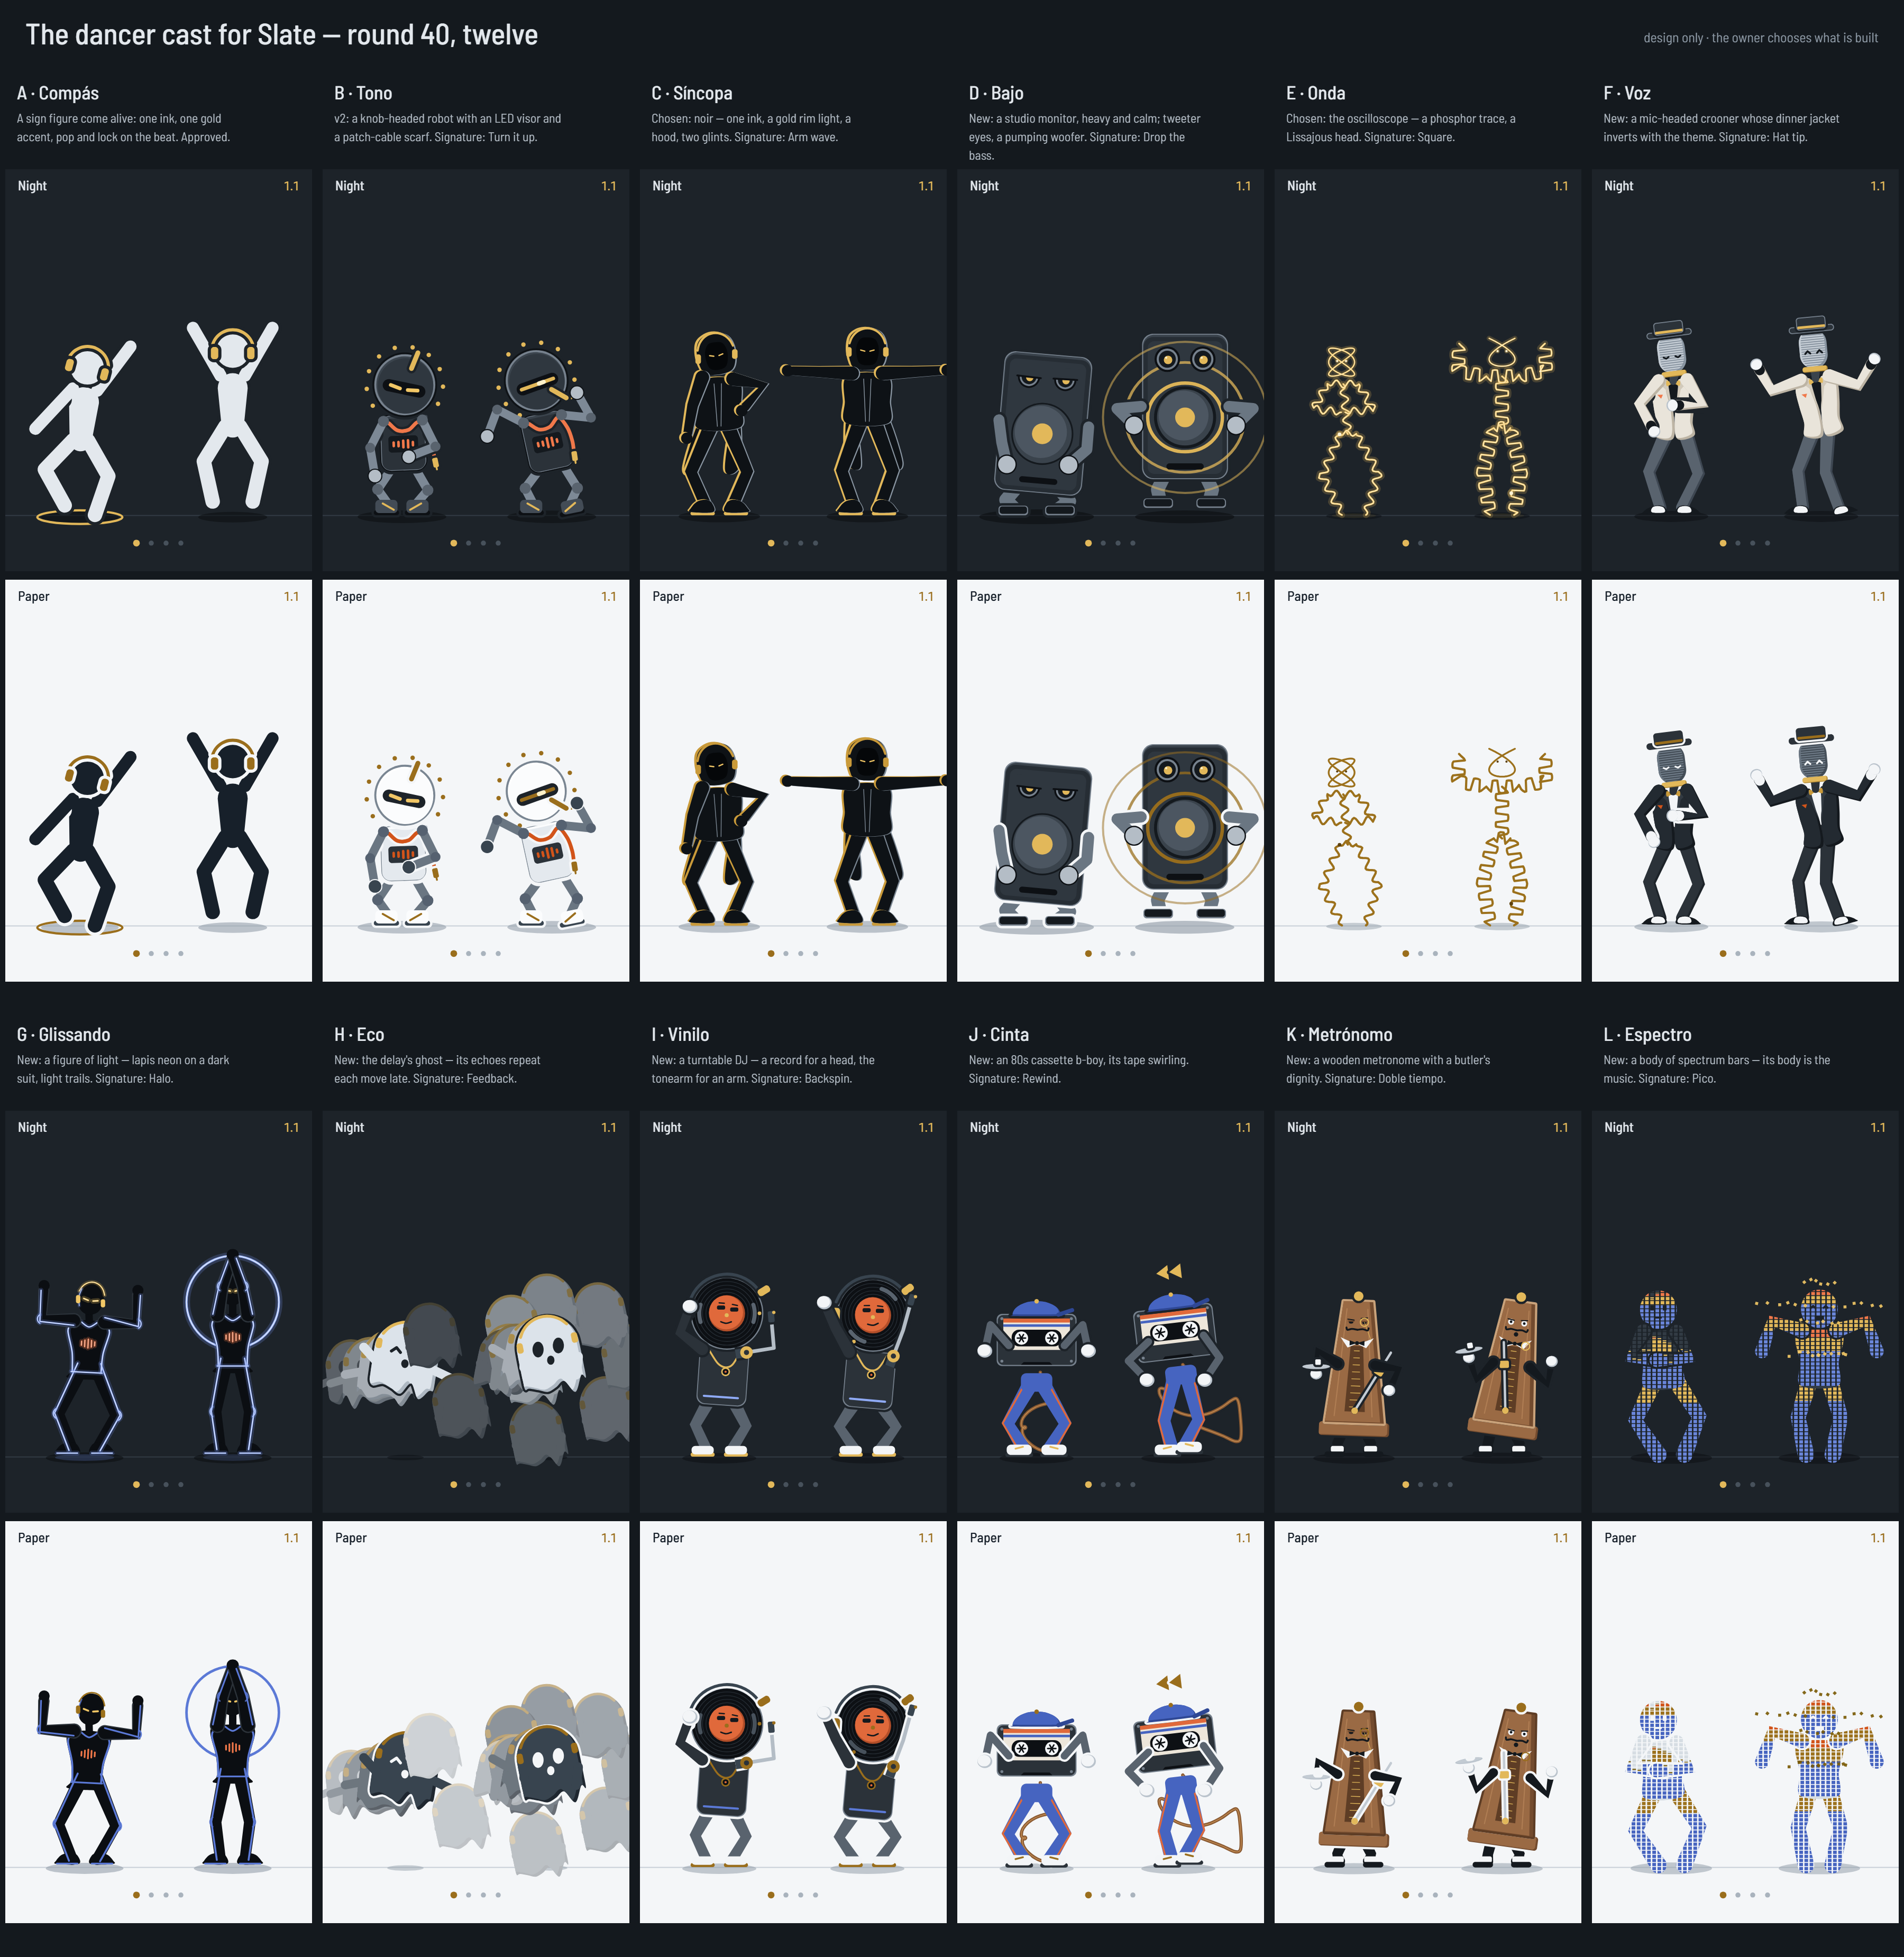 The dancer cast for Slate — round 40, twelve
design only · the owner chooses what is built
A · Compás
A sign figure come alive: one ink, one gold
accent, pop and lock on the beat. Approved.
B · Tono
v2: a knob-headed robot with an LED visor and
a patch-cable scarf. Signature: Turn it up.
C · Síncopa
Chosen: noir — one ink, a gold rim light, a
hood, two glints. Signature: Arm wave.
D · Bajo
New: a studio monitor, heavy and calm; tweeter
eyes, a pumping woofer. Signature: Drop the
bass.
E · Onda
Chosen: the oscilloscope — a phosphor trace, a
Lissajous head. Signature: Square.
F · Voz
New: a mic-headed crooner whose dinner jacket
inverts with the theme. Signature: Hat tip.
Night 1.1
Night 1.1
Night 1.1
Night 1.1
Night 1.1
Night 1.1
Paper 1.1
Paper 1.1
Paper 1.1
Paper 1.1
Paper 1.1
Paper 1.1
G · Glissando
New: a figure of light — lapis neon on a dark
suit, light trails. Signature: Halo.
H · Eco
New: the delay's ghost — its echoes repeat
each move late. Signature: Feedback.
I · Vinilo
New: a turntable DJ — a record for a head, the
tonearm for an arm. Signature: Backspin.
J · Cinta
New: an 80s cassette b-boy, its tape swirling.
Signature: Rewind.
K · Metrónomo
New: a wooden metronome with a butler's
dignity. Signature: Doble tiempo.
L · Espectro
New: a body of spectrum bars — its body is the
music. Signature: Pico.
Night 1.1
Night 1.1
Night 1.1
Night 1.1
Night 1.1
Night 1.1
Paper 1.1
Paper 1.1
Paper 1.1
Paper 1.1
Paper 1.1
Paper 1.1